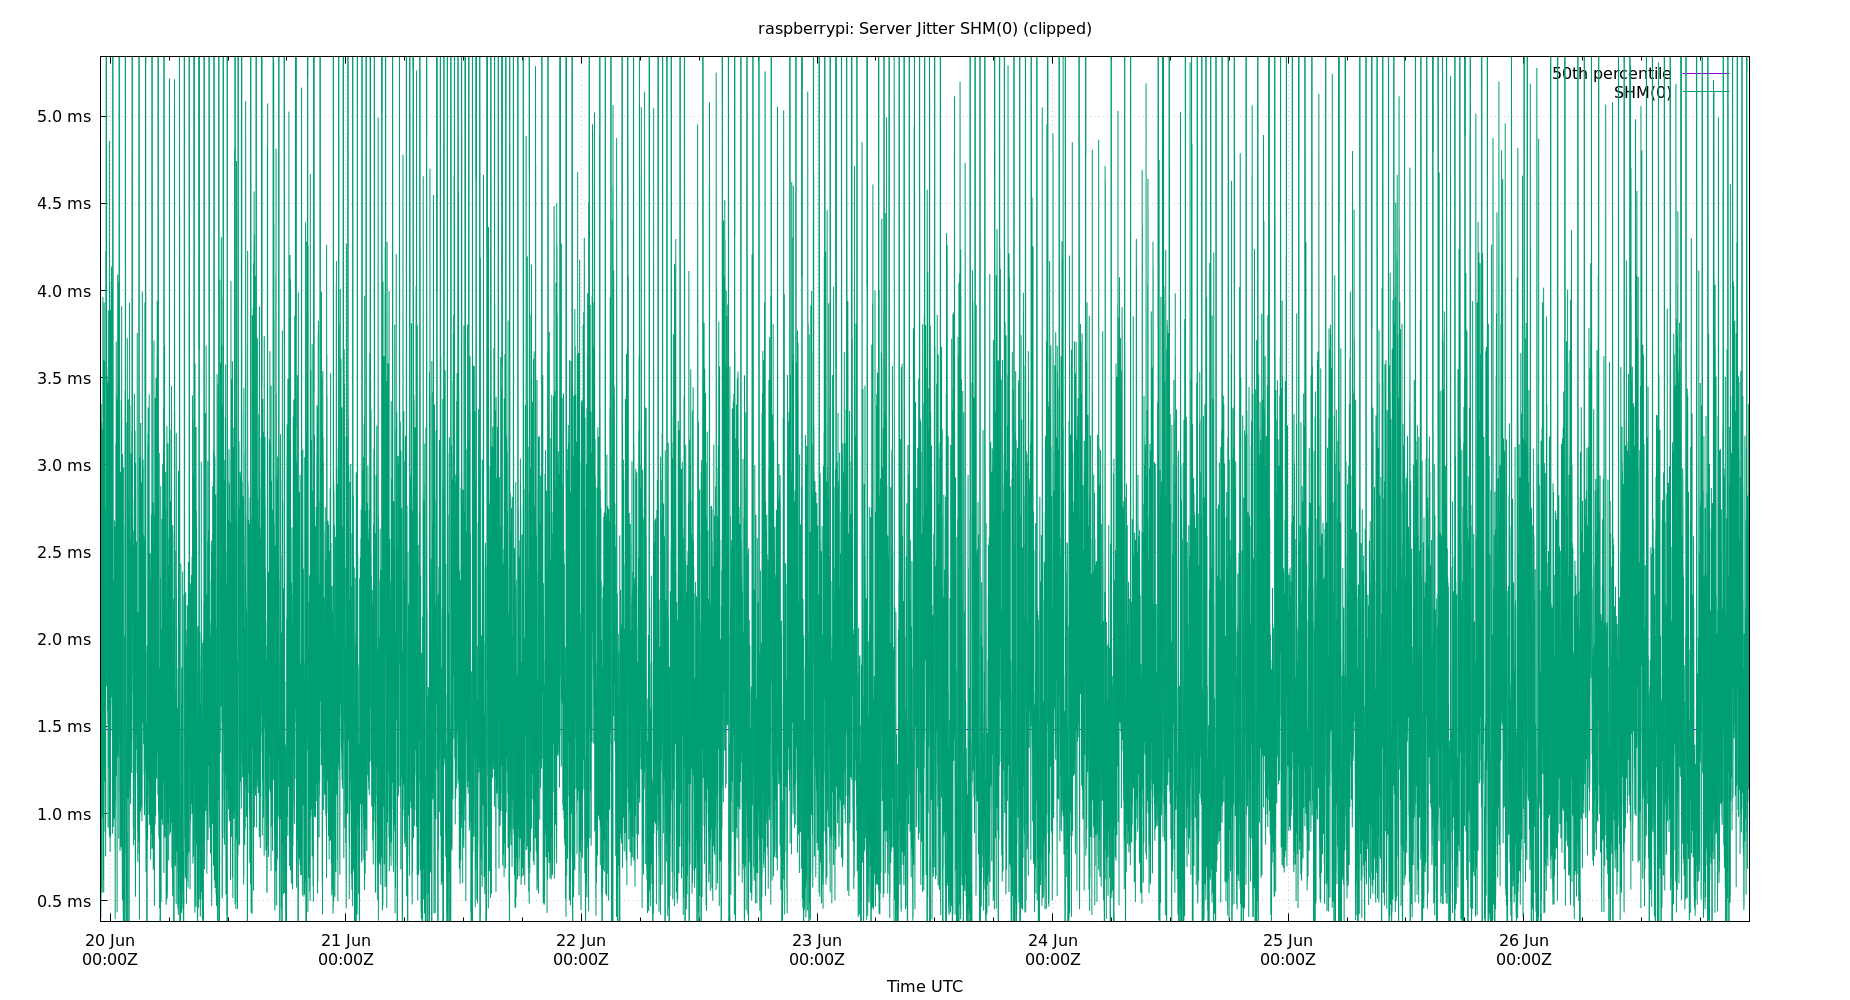 raspberrypi: Server Jitter SHM(0) (clipped)
50th percentile
SHM(0)
5.0 ms
4.5 ms
4.0 ms
3.5 ms
3.0 ms
2.5 ms
2.0 ms
1.5 ms
1.0 ms
0.5 ms
20 Jun 21 Jun 22 Jun 23 Jun 24 Jun 25 Jun 26 Jun
00:00Z 00:00Z 00:00Z 00:00Z 00:00Z 00:00Z 00:00Z
Time UTC